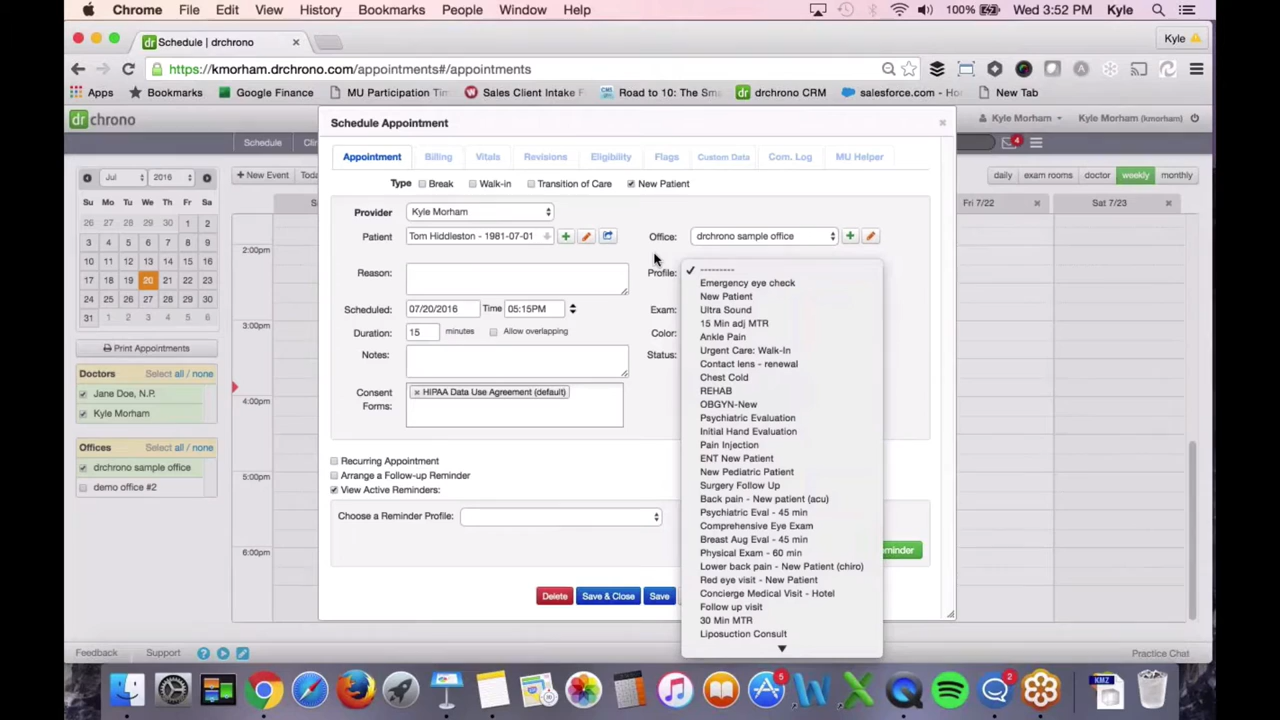 Chrome File Edit View History Bookmarks People Window Help 100% Wed 3:52 PM Kyle
Schedule | drchrono × Kyle
https://kmorham.drchrono.com/appointments#/appointments
Apps Bookmarks Google Finance MU Participation Tim Sales Client Intake F Road to 10: The Sma drchrono CRM salesforce.com - Ho New Tab
drchrono Kyle Morham Kyle Morham (kmorham)
Schedule Clin 4
Schedule Appointment ×
Appointment Billing Vitals Revisions Eligibility Flags Custom Data Com. Log MU Helper
Jul 2016 New Event Toda daily exam rooms doctor weekly monthly
Type Break Walk-in Transition of Care New Patient
Su Mo Tu We Th Fr Sa
S Fri 7/22 × Sat 7/23 ×
26 27 28 29 30 1 2
3 4 5 6 7 8 9
10 11 12 13 14 15 16
17 18 19 20 21 22 23
24 25 26 27 28 29 30
31 1 2 3 4 5 6
Print Appointments
Doctors Select all / none
Jane Doe, N.P.
Kyle Morham
Offices Select all / none
drchrono sample office
demo office #2
2:00pm
3:00pm
4:00pm
5:00pm
6:00pm
Provider Kyle Morham
Patient Tom Hiddleston - 1981-07-01 Office: drchrono sample office
Reason: Profile:
Scheduled: 07/20/2016 Time 05:15PM Exam:
Duration: 15 minutes Allow overlapping Color:
Notes: Status:
Consent Forms: × HIPAA Data Use Agreement (default)
Recurring Appointment
Arrange a Follow-up Reminder
View Active Reminders:
Choose a Reminder Profile:
minder
Delete Save & Close Save
✓ ---------
Emergency eye check
New Patient
Ultra Sound
15 Min adj MTR
Ankle Pain
Urgent Care: Walk-In
Contact lens - renewal
Chest Cold
REHAB
OBGYN-New
Psychiatric Evaluation
Initial Hand Evaluation
Pain Injection
ENT New Patient
New Pediatric Patient
Surgery Follow Up
Back pain - New patient (acu)
Psychiatric Eval - 45 min
Comprehensive Eye Exam
Breast Aug Eval - 45 min
Physical Exam - 60 min
Lower back pain - New Patient (chiro)
Red eye visit - New Patient
Concierge Medical Visit - Hotel
Follow up visit
30 Min MTR
Liposuction Consult
Feedback Support Practice Chat
5 2
KMZ